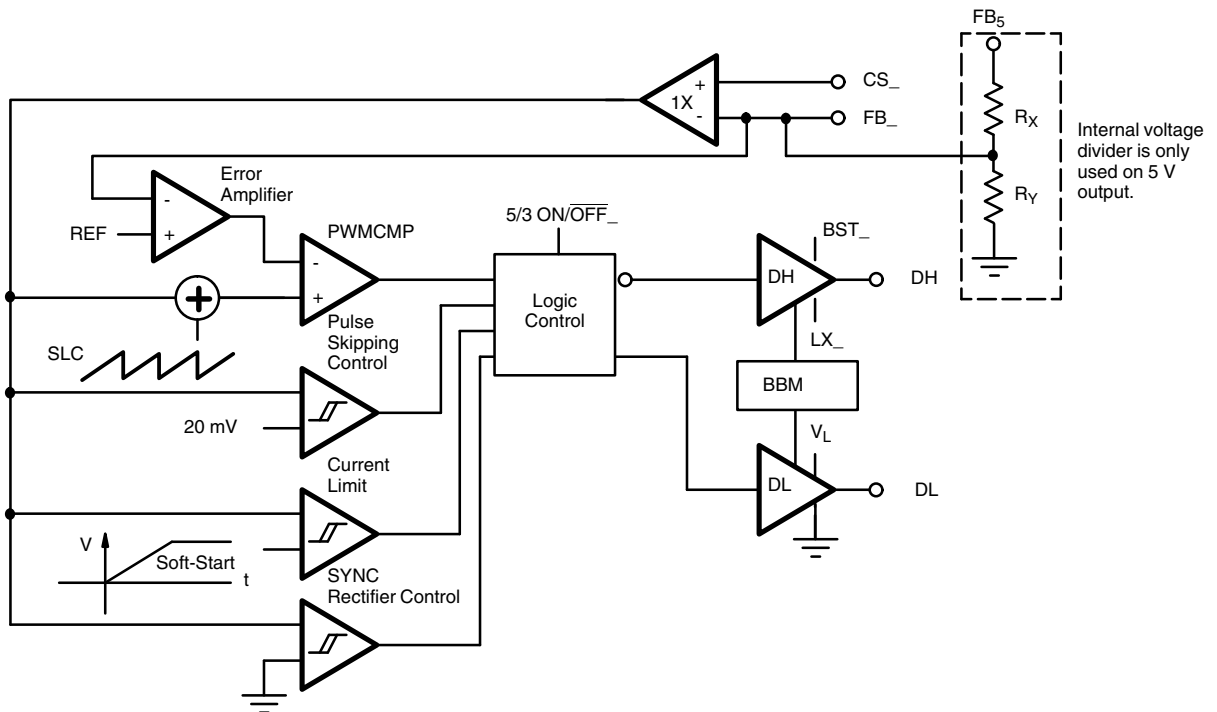 FB5
CS_
1X
+
-
FB_
RX
RY
Internal voltage
divider is only
used on 5 V
output.
Error
Amplifier
-
+
REF
5/3 ON/OFF_
PWMCMP
-
+
BST_
DH
DH
LX_
Logic
Control
+
SLC
Pulse
Skipping
Control
20 mV
BBM
VL
DL
DL
Current
Limit
V
Soft-Start
t
SYNC
Rectifier Control